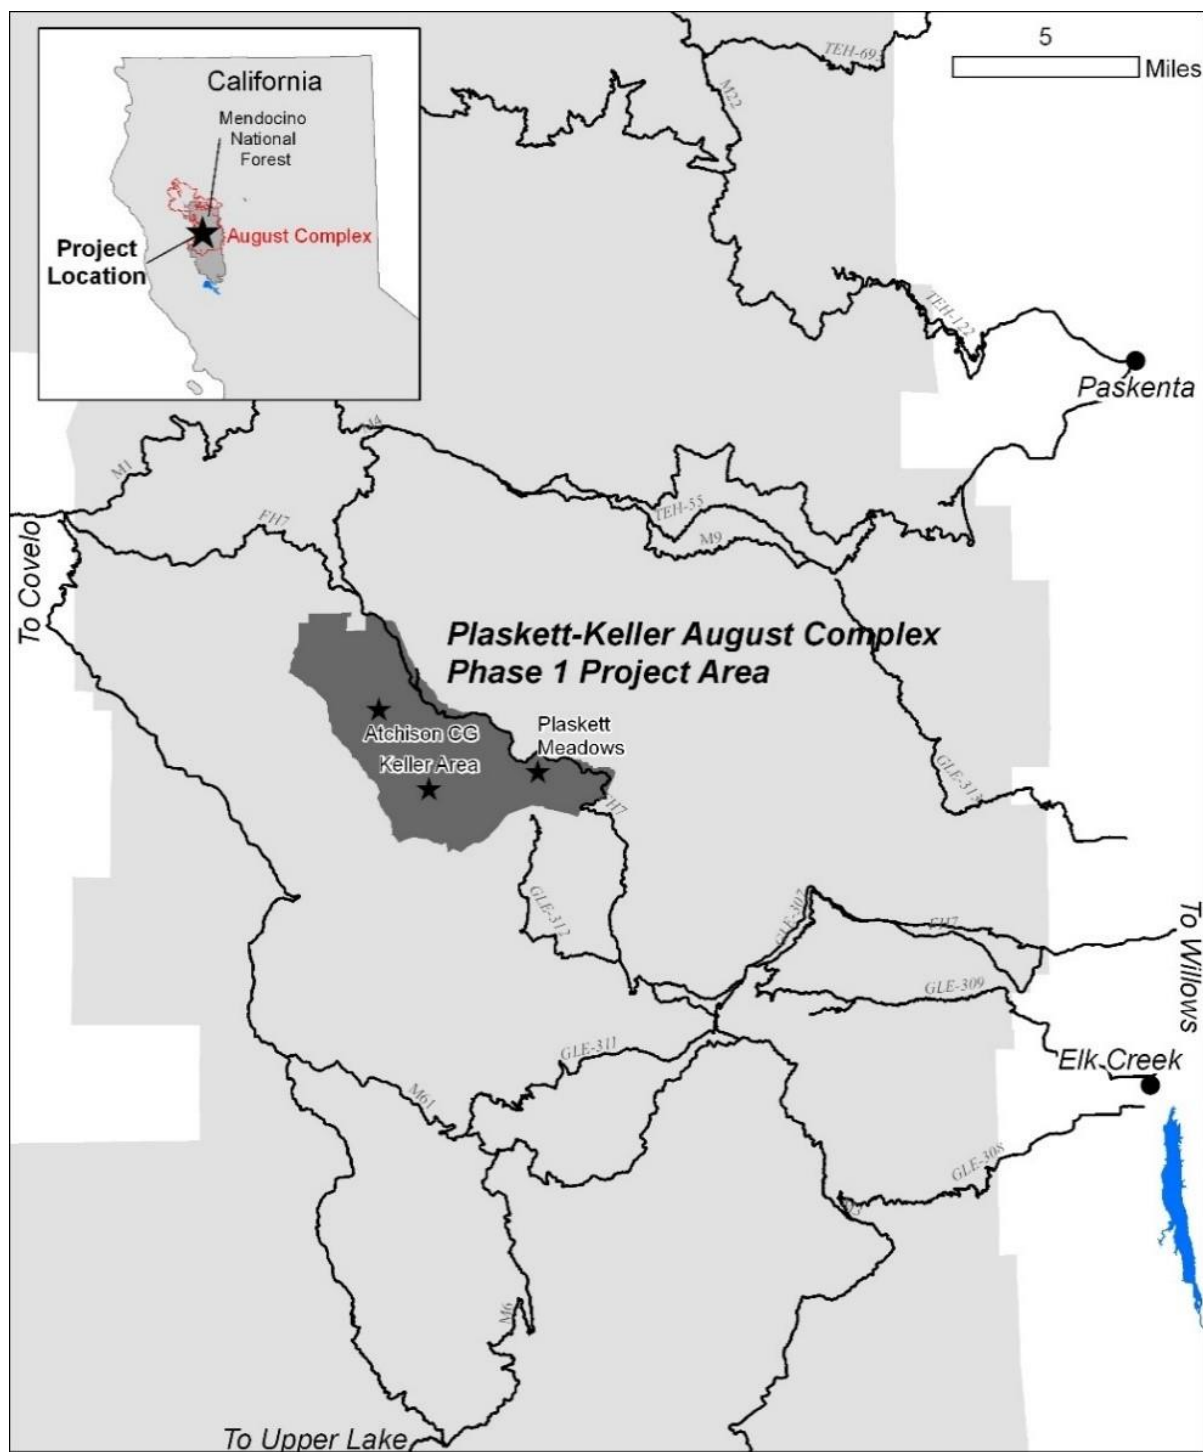 5
Miles
TEH-693
M22
California
Mendocino
National
Forest
Project
Location
August Complex
TEH-122
Paskenta
M4
M1
FH7
TEH-55
M9
To Covelo
Plaskett-Keller August Complex
Phase 1 Project Area
Atchison CG
Keller Area
Plaskett
Meadows
FH7
GLE-313
GLE-312
GLE-307
FH7
To Willows
GLE-309
GLE-311
Elk Creek
M61
GLE-308
M6
To Upper Lake